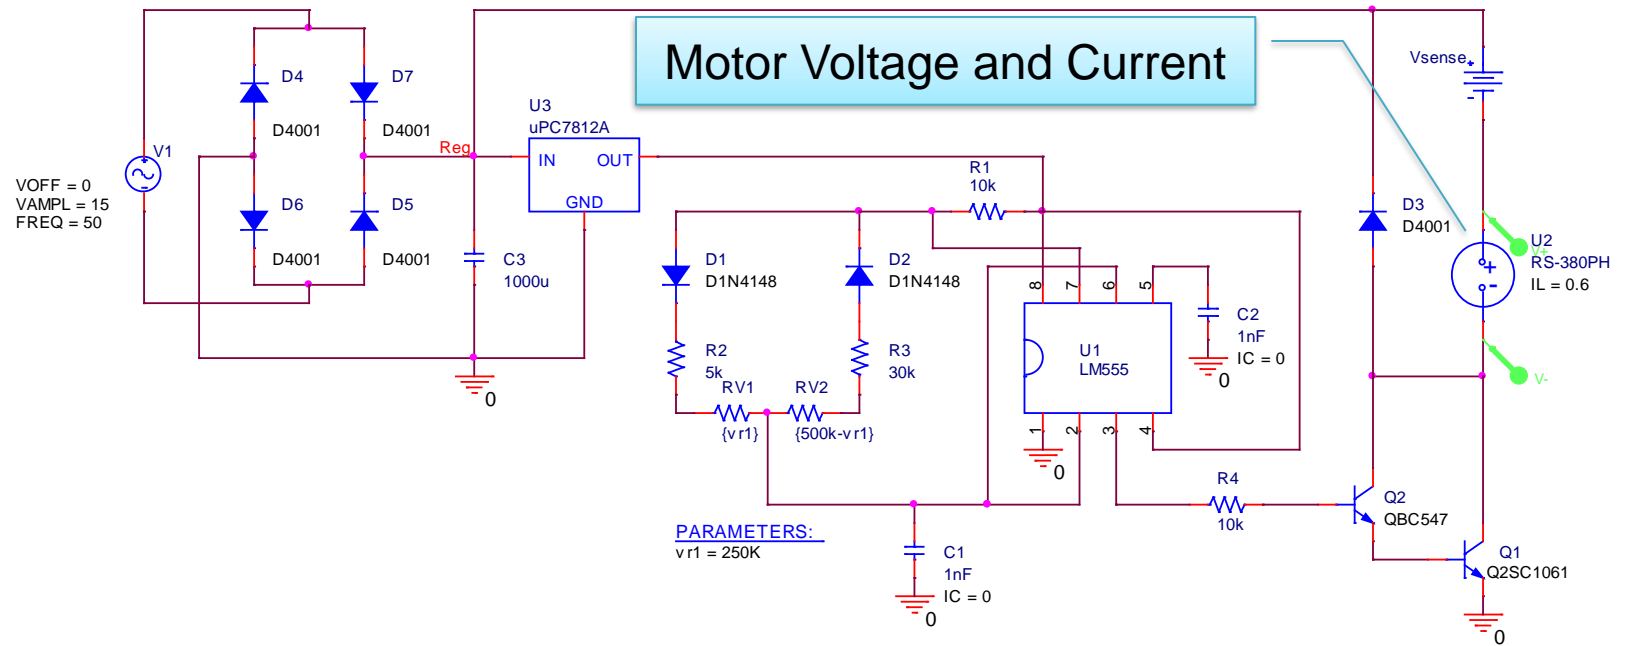 Motor Voltage and Current
Vsense
+
-
D4
D7
D4001
D4001
U3
uPC7812A
Reg
IN
OUT
GND
V1
+
-
VOFF = 0
VAMPL = 15
FREQ = 50
D6
D5
D4001
D4001
C3
1000u
0
R1
10k
D1
D1N4148
D2
D1N4148
R2
5k
R3
30k
RV1
{vr1}
RV2
{500k-vr1}
8
7
6
5
U1
LM555
1
2
3
4
0
C2
1nF
IC = 0
0
D3
D4001
V+
U2
RS-380PH
IL = 0.6
+
-
V-
R4
10k
Q2
QBC547
Q1
Q2SC1061
0
PARAMETERS:
vr1 = 250K
C1
1nF
IC = 0
0